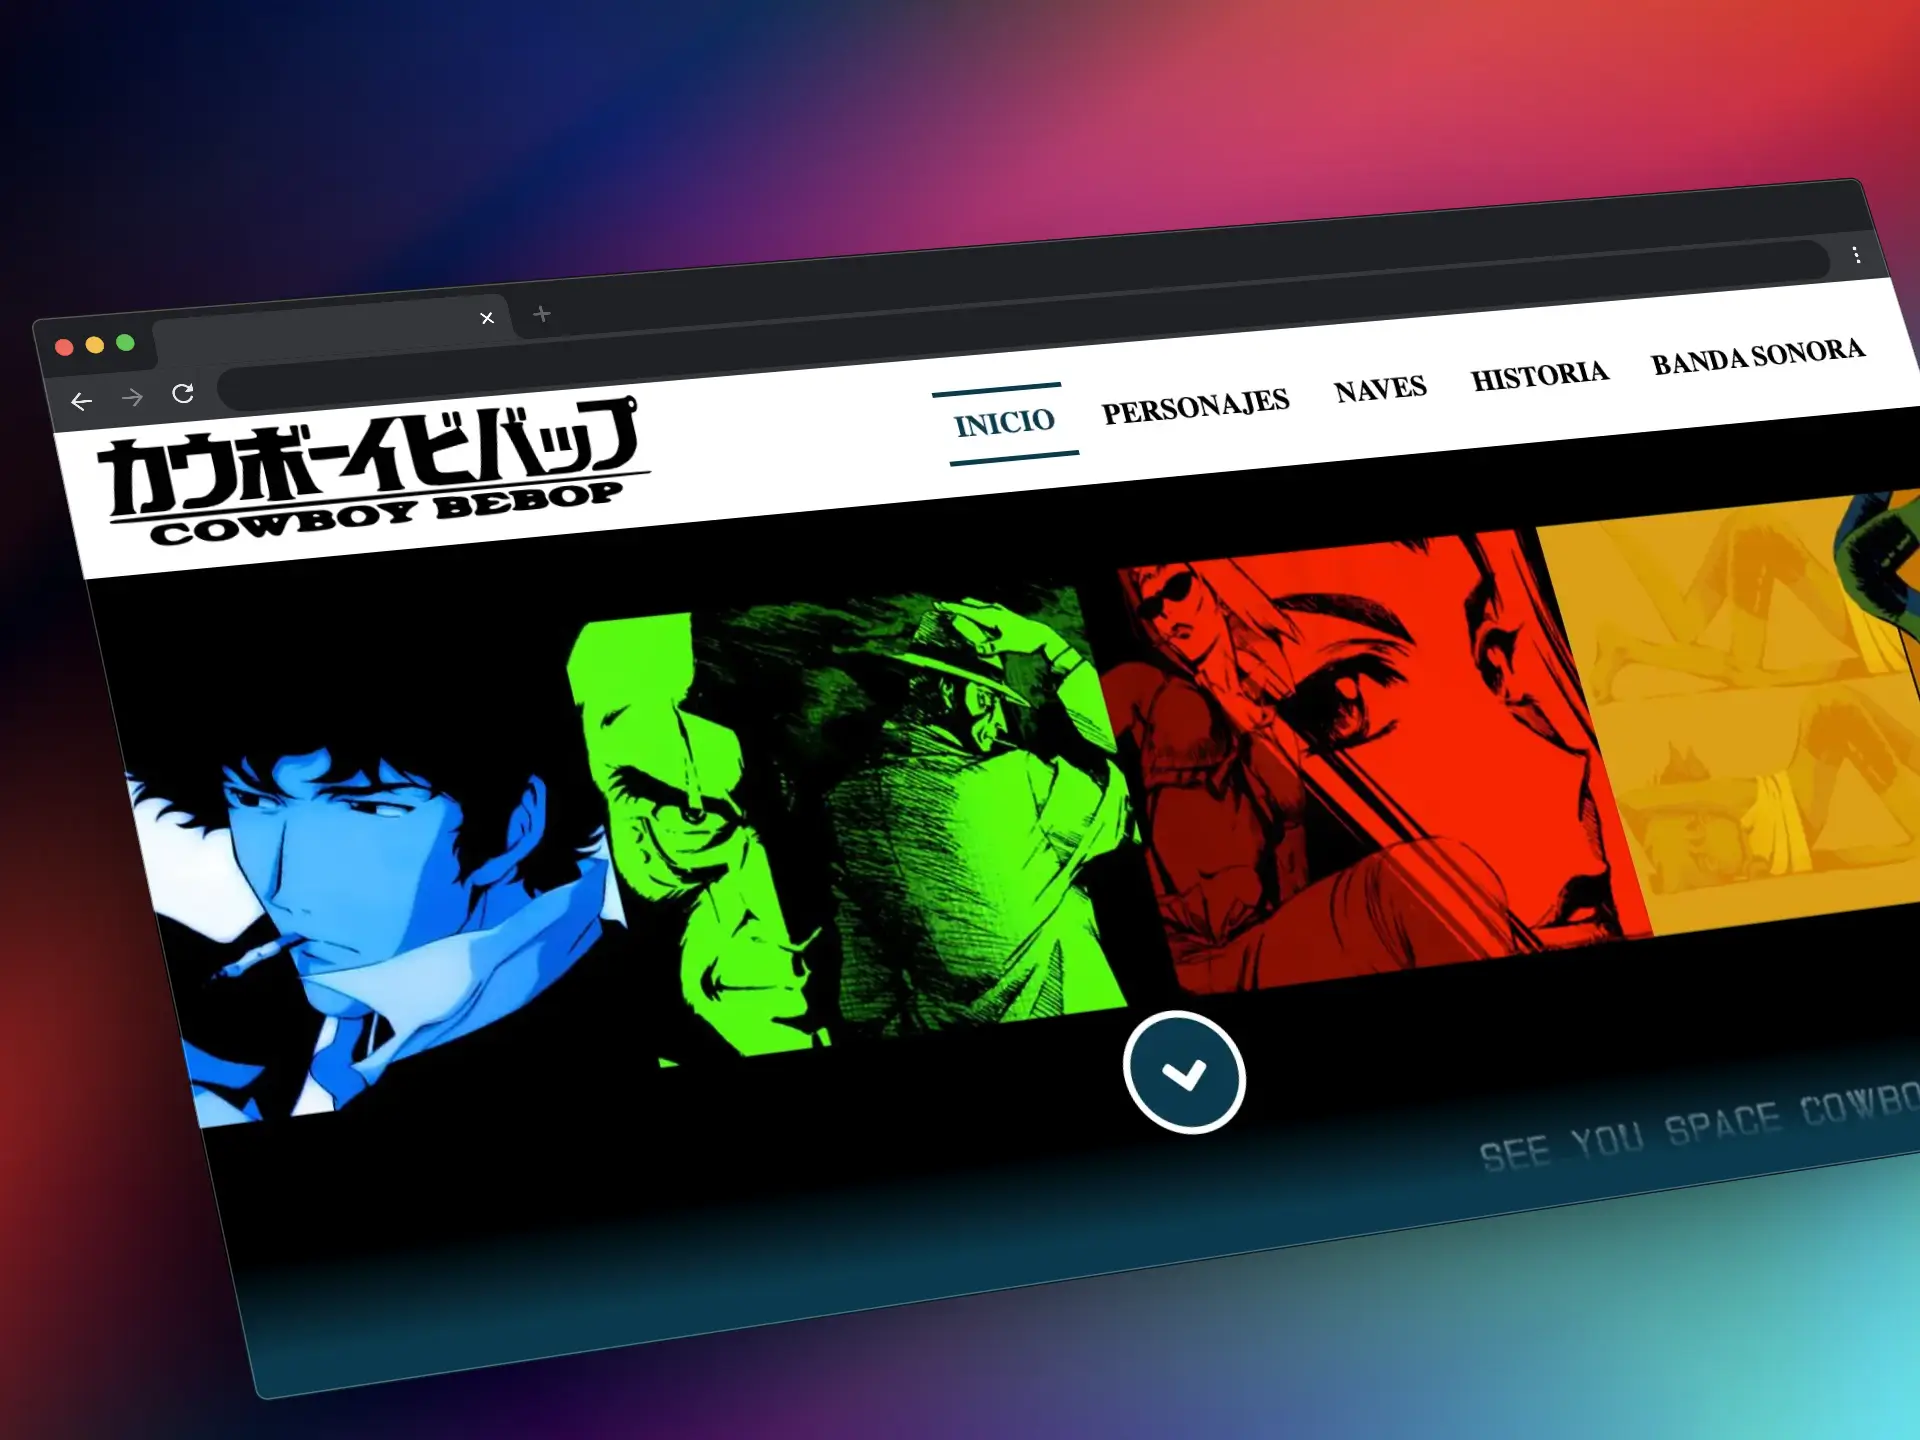 カウボーイビバップ
COWBOY BEBOP
INICIO
PERSONAJES
NAVES
HISTORIA
BANDA SONORA
SEE YOU SPACE COWBO